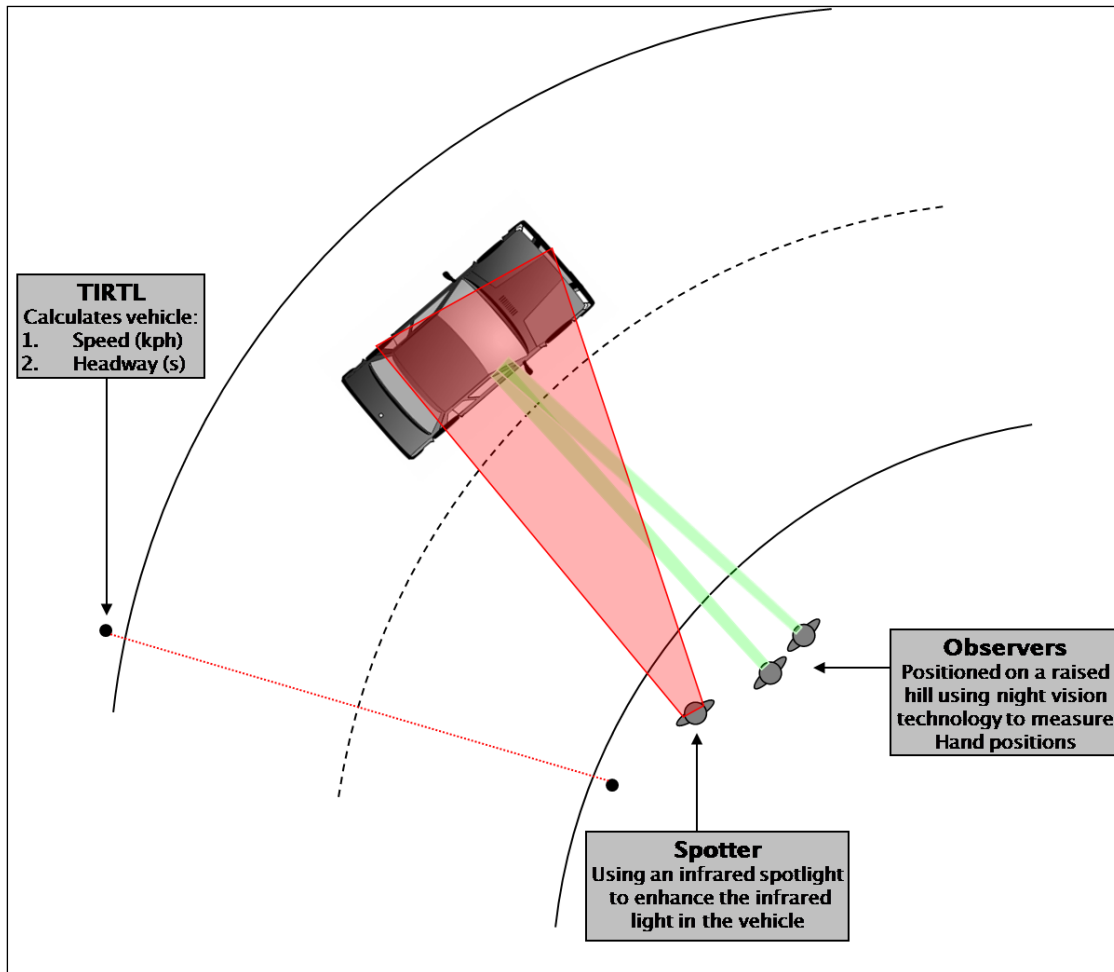 TIRTL
Calculates vehicle:
1. Speed (kph)
2. Headway (s)
Observers
Positioned on a raised
hill using night vision
technology to measure
Hand positions
Spotter
Using an infrared spotlight
to enhance the infrared
light in the vehicle